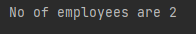 No of employees are 2